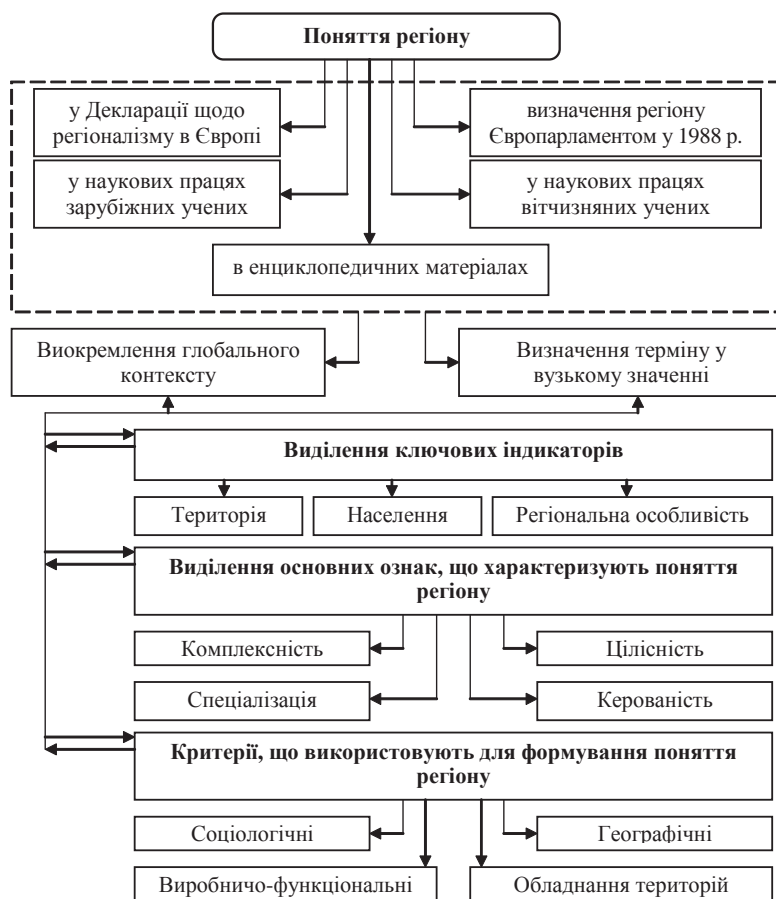 Поняття регіону
у Декларації щодо
регіоналізму в Європі
визначення регіону
Європарламентом у 1988 р.
у наукових працях
зарубіжних учених
у наукових працях
вітчизняних учених
в енциклопедичних матеріалах
Виокремлення глобального
контексту
Визначення терміну у
вузькому значенні
Виділення ключових індикаторів
Територія
Населення
Регіональна особливість
Виділення основних ознак, що характеризують поняття
регіону
Комплексність
Цілісність
Спеціалізація
Керованість
Критерії, що використовують для формування поняття
регіону
Соціологічні
Географічні
Виробничо-функціональні
Обладнання територій